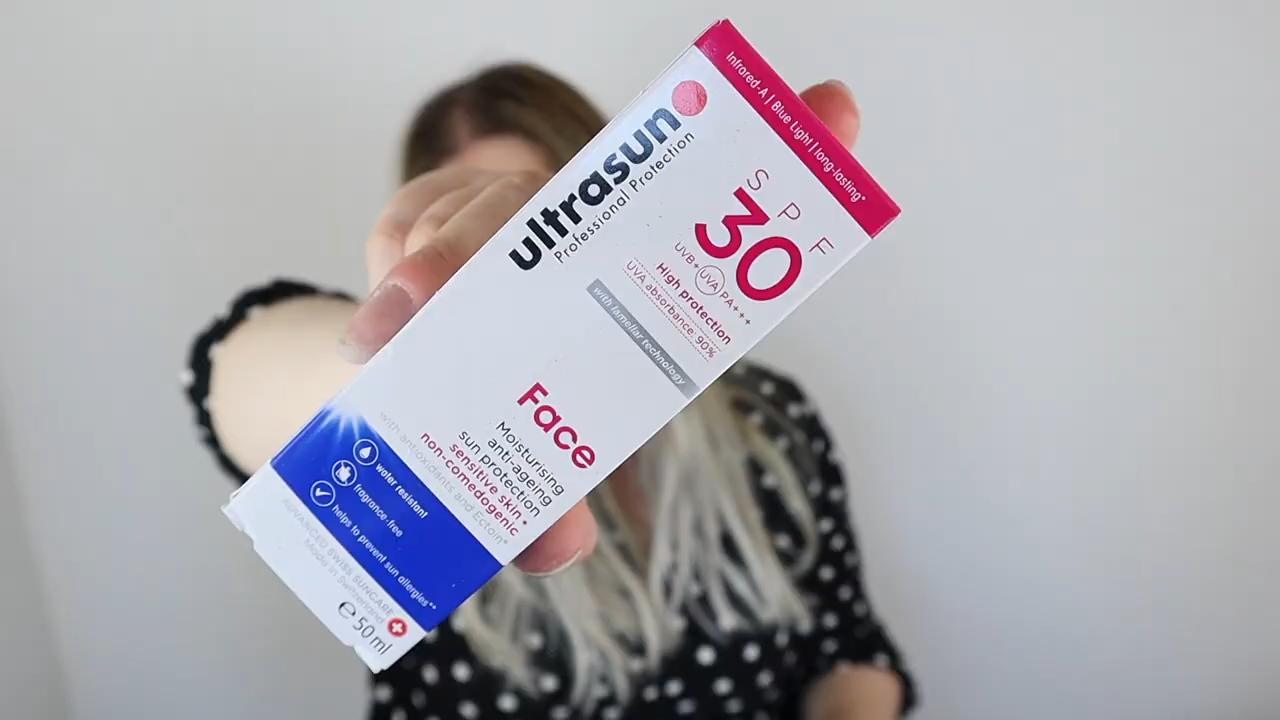 Infrared-A | Blue Light | long-lasting*
ultrasun
Professional Protection
SPF
30
UVB+ UVA PA+++
High protection
UVA absorbance: 90%
with lamellar technology
Face
Moisturising
anti-ageing
sun protection
sensitive skin*
non-comedogenic
with antioxidants and Ectoin*
water resistant
fragrance-free
helps to prevent sun allergies**
ADVANCED SWISS SUNCARE
Made in Switzerland
e 50 ml